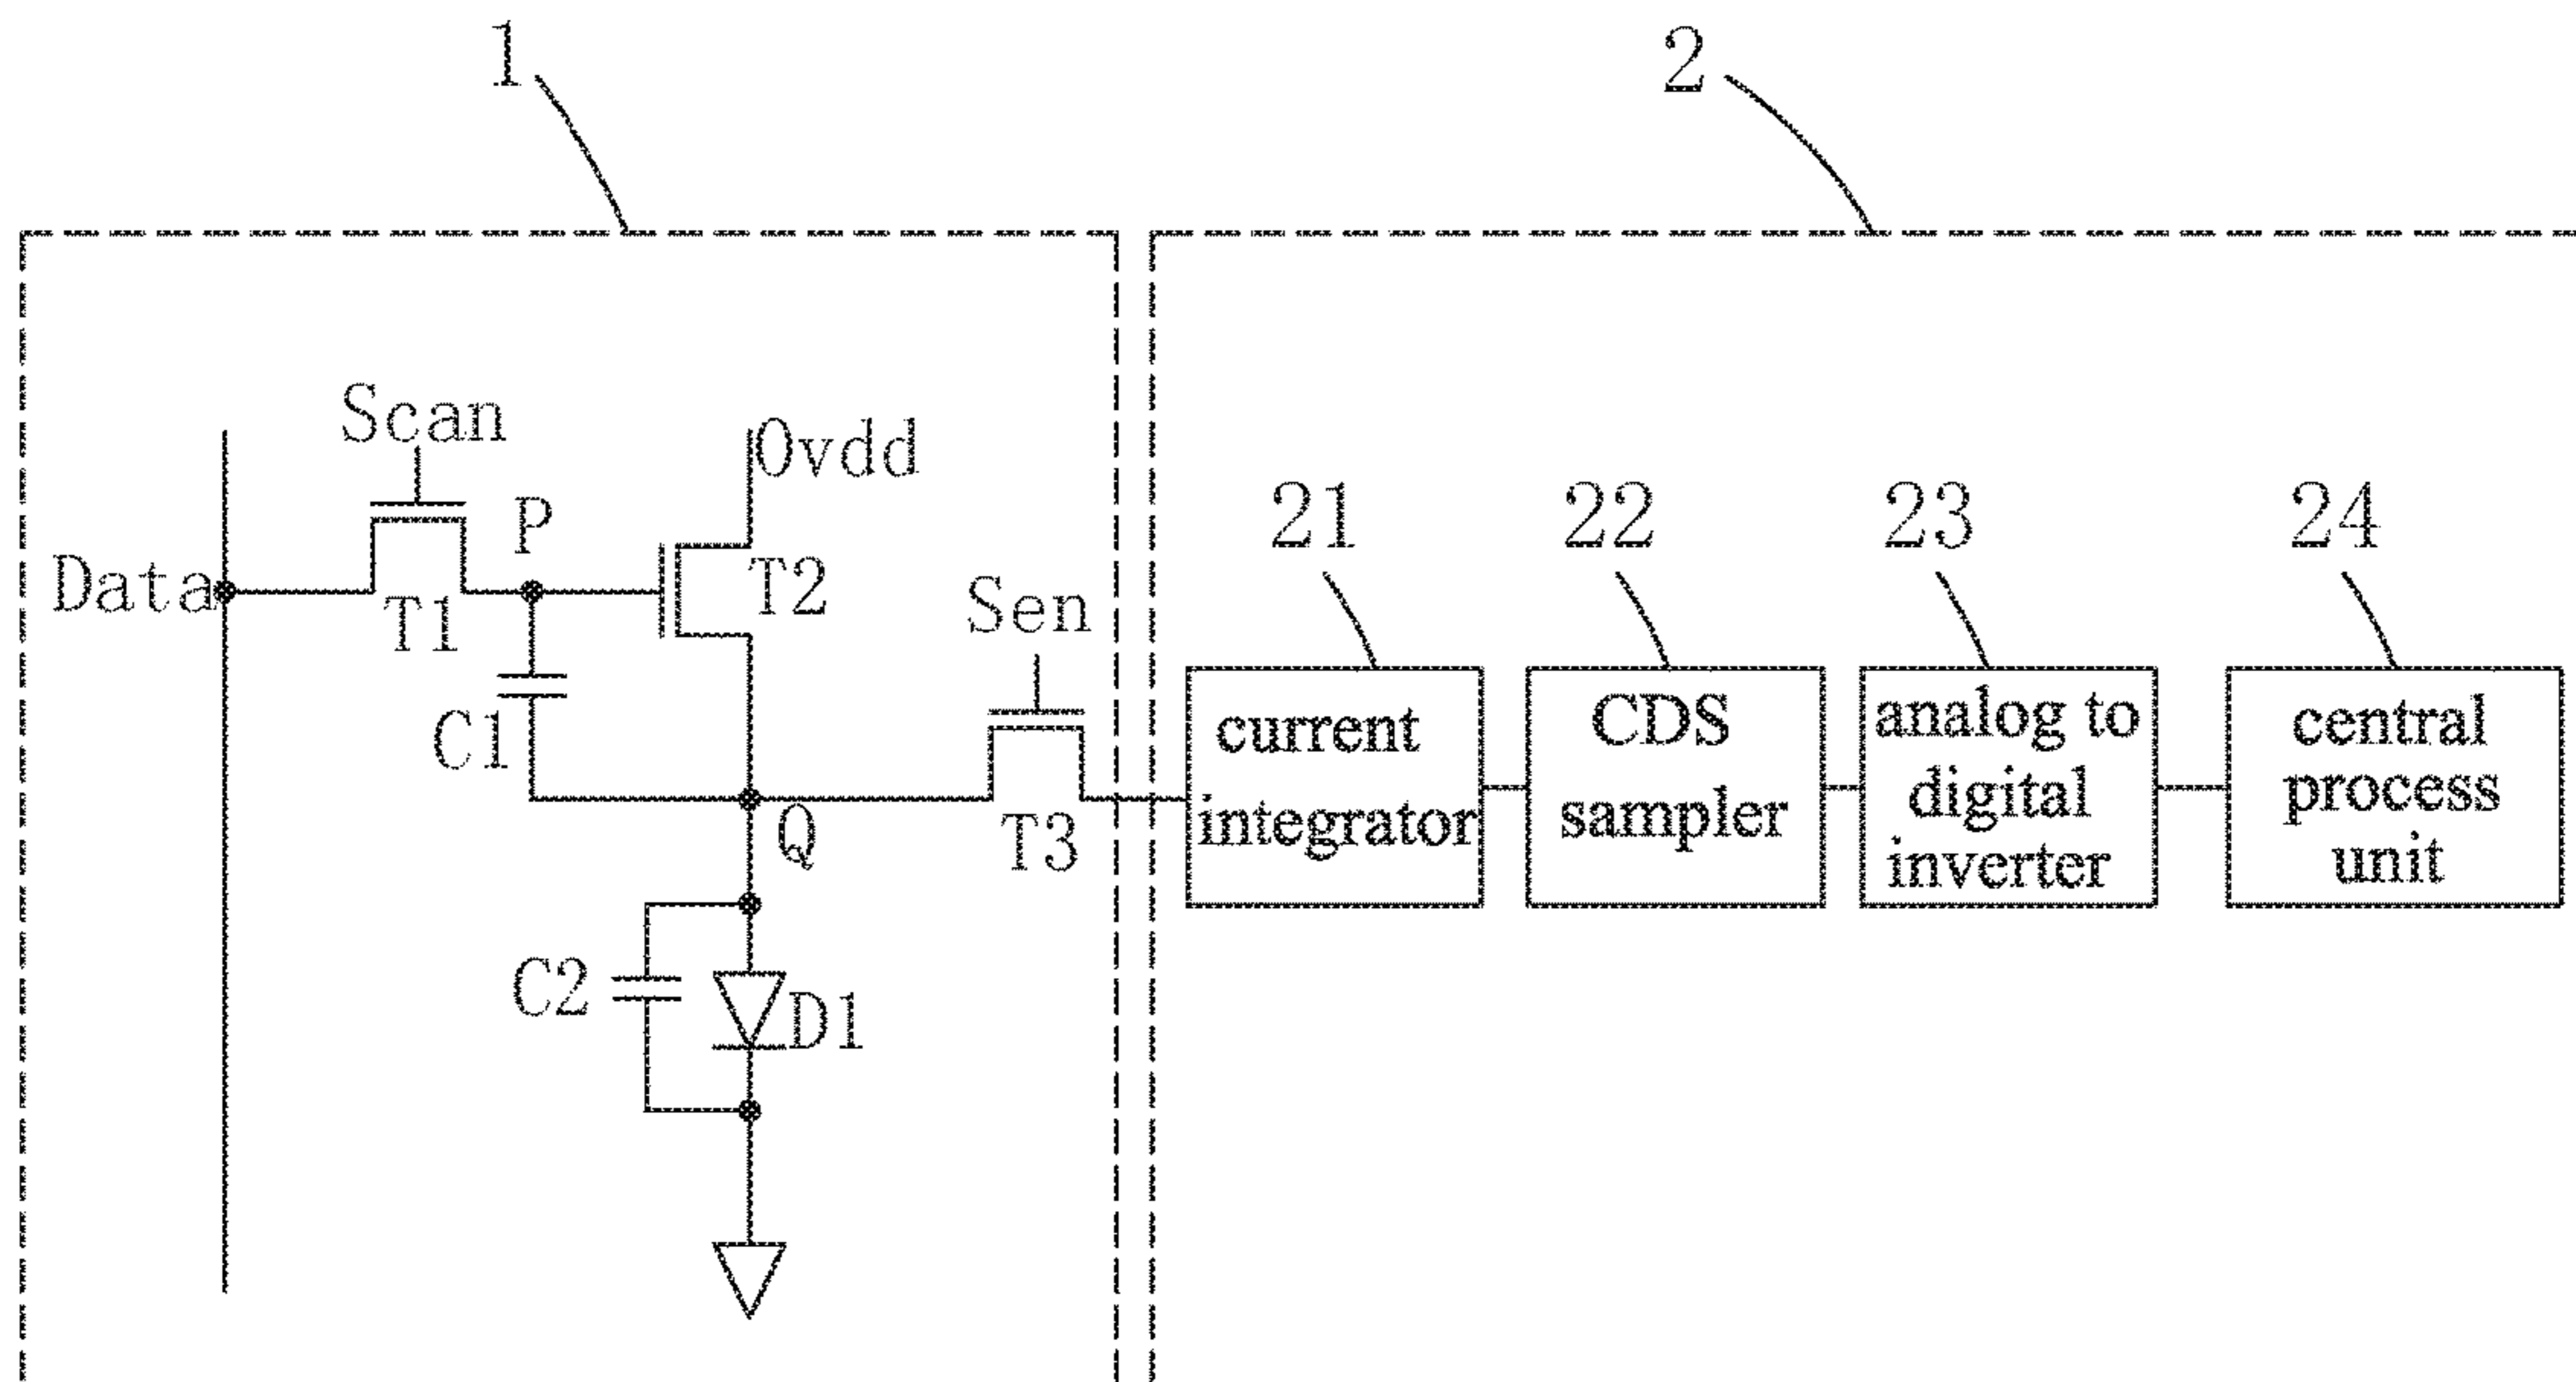 1
2
Scan
Ovdd
P
Data
T1
T2
Sen
C1
Q
T3
C2
D1
21
22
23
24
current
integrator
CDS
sampler
analog to
digital
inverter
central
process
unit